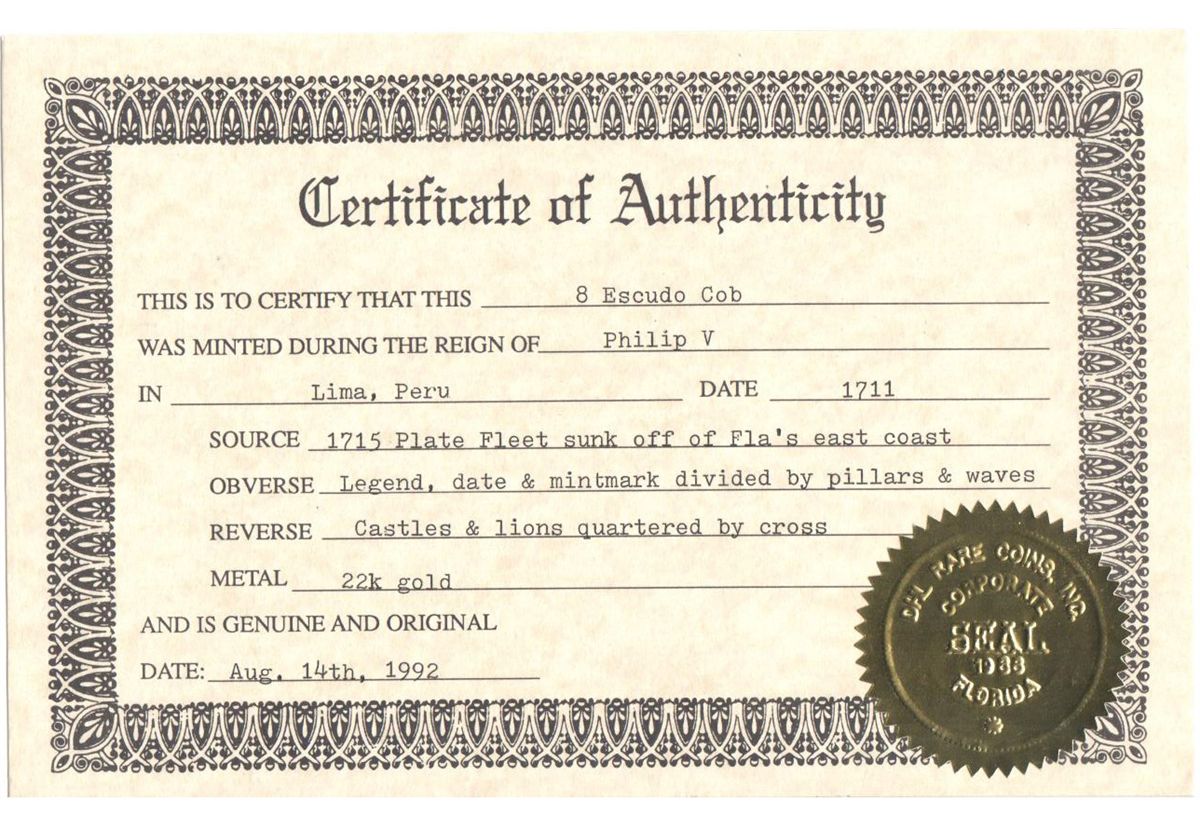 Certificate of Authenticity
THIS IS TO CERTIFY THAT THIS 8 Escudo Cob
WAS MINTED DURING THE REIGN OF Philip V
IN Lima, Peru DATE 1711
SOURCE 1715 Plate Fleet sunk off of Fla's east coast
OBVERSE Legend, date & mintmark divided by pillars & waves
REVERSE Castles & lions quartered by cross
METAL 22k gold
AND IS GENUINE AND ORIGINAL
DATE: Aug. 14th, 1992
RARE COINS, INC.
CORPORATE
SEAL
FLORIDA